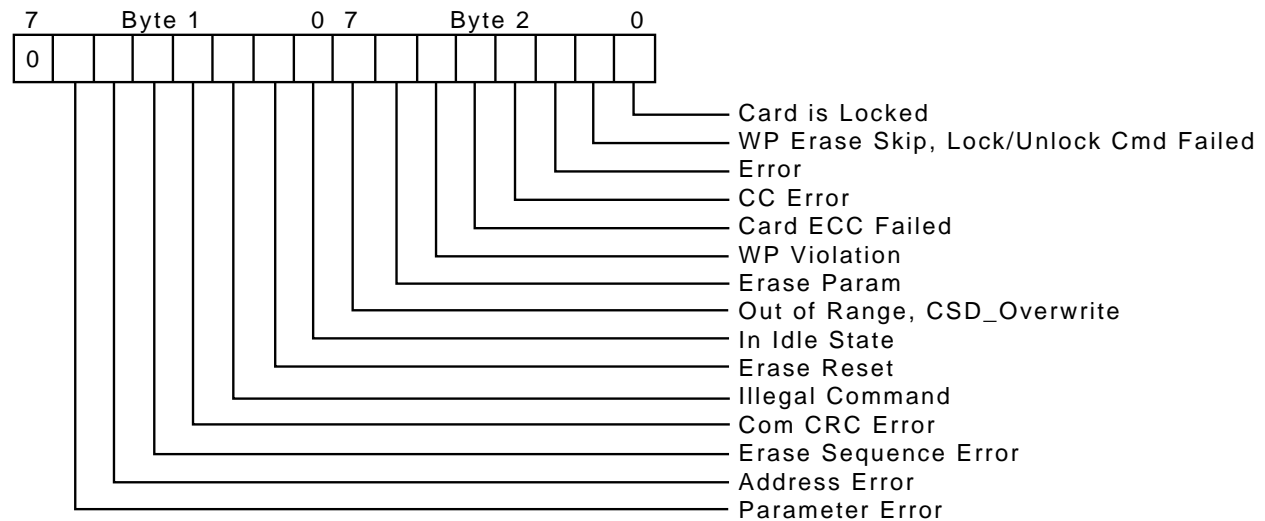 7 Byte 1 0 7 Byte 2 0
0
Card is Locked
WP Erase Skip, Lock/Unlock Cmd Failed
Error
CC Error
Card ECC Failed
WP Violation
Erase Param
Out of Range, CSD_Overwrite
In Idle State
Erase Reset
Illegal Command
Com CRC Error
Erase Sequence Error
Address Error
Parameter Error